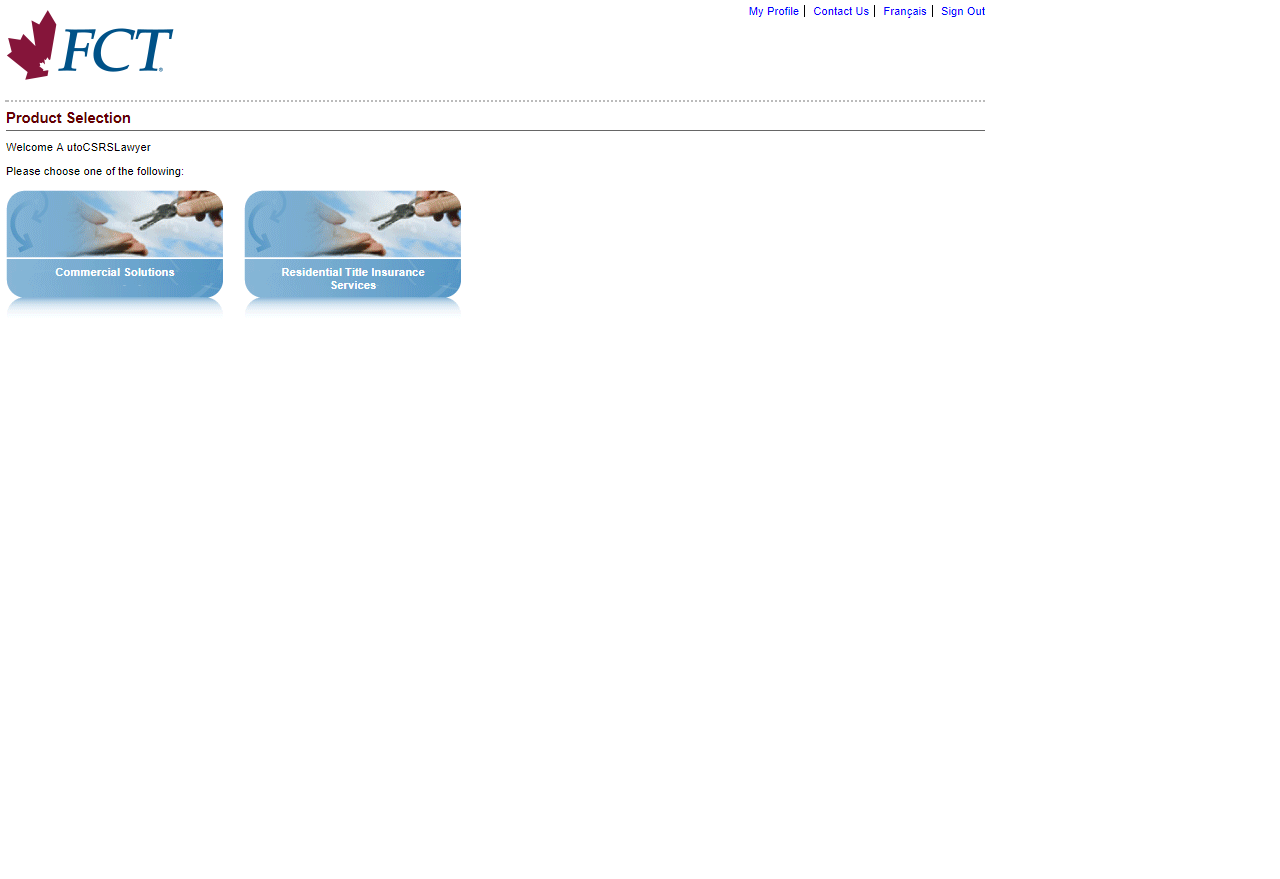 My Profile | Contact Us | Français | Sign Out
FCT®
Product Selection
Welcome A utoCSRSLawyer
Please choose one of the following:
Commercial Solutions
Residential Title Insurance
Services